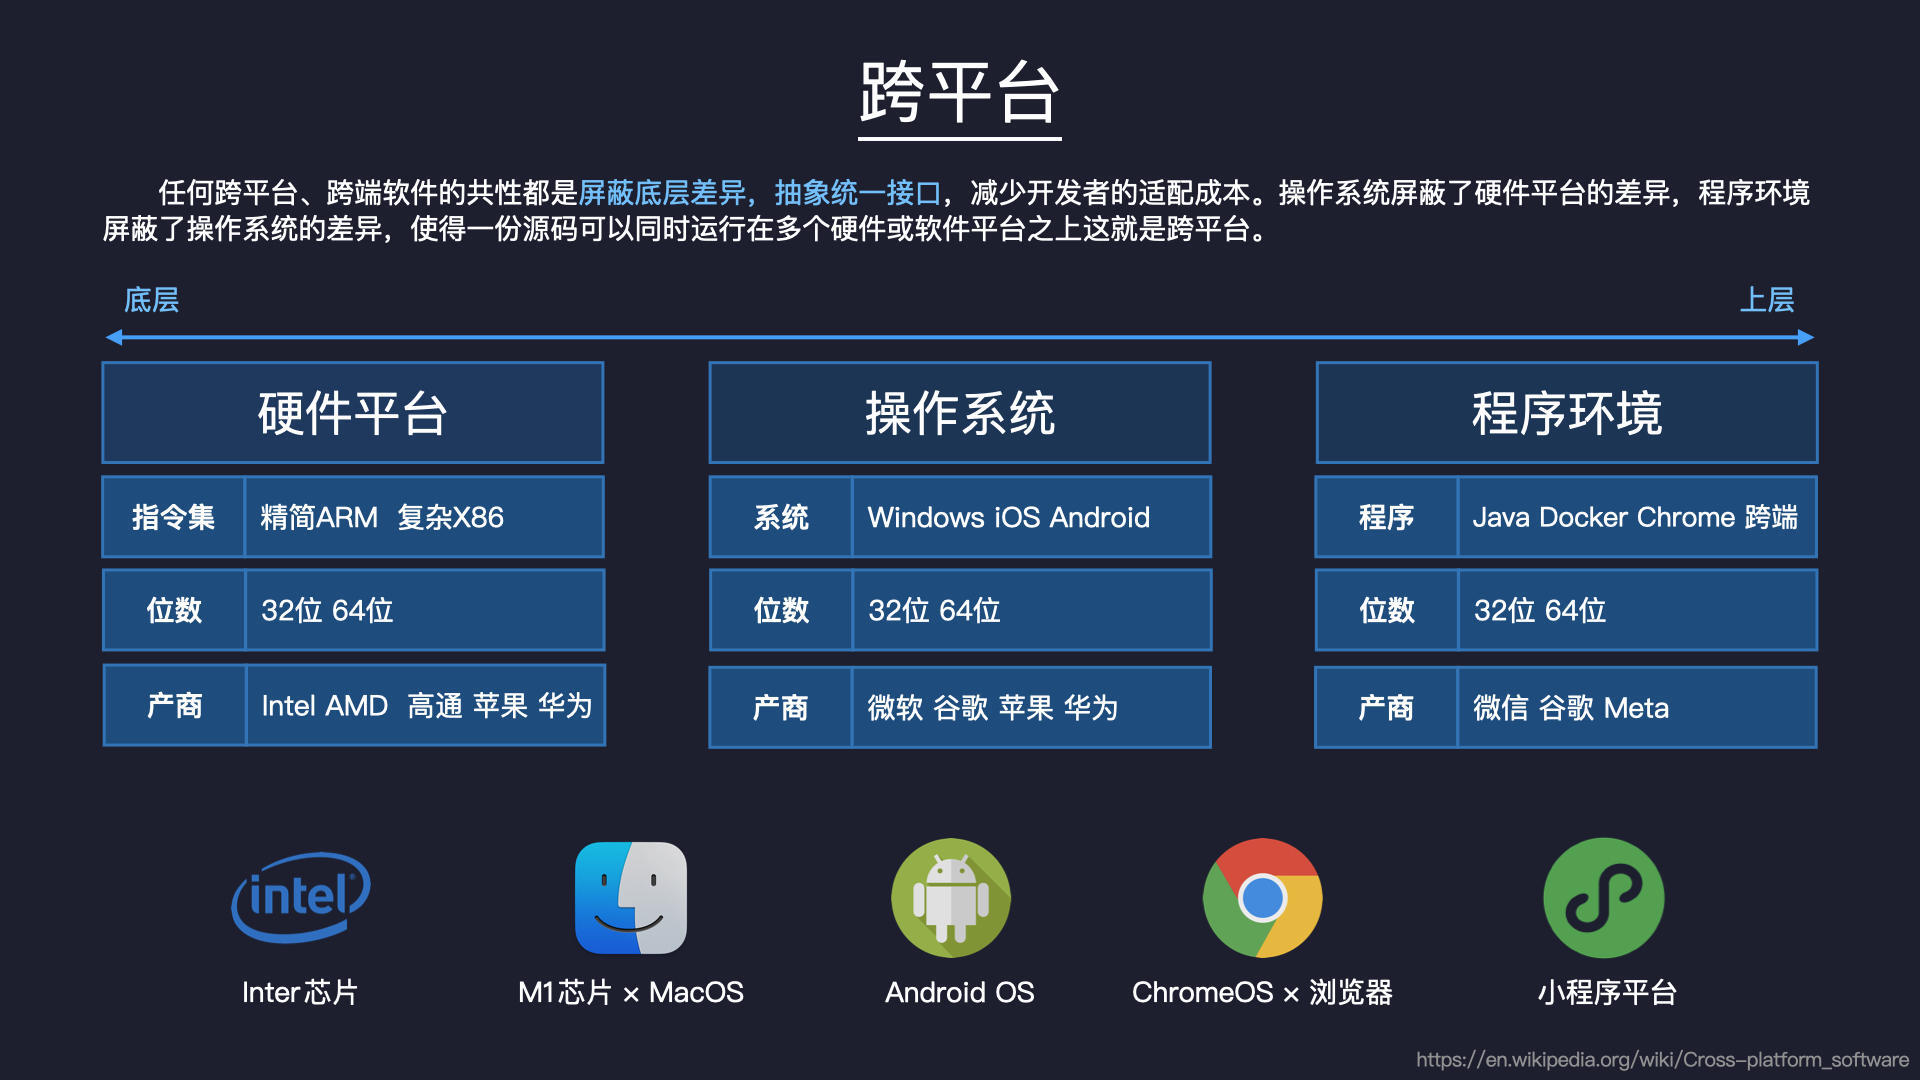 跨平台
任何跨平台、跨端软件的共性都是屏蔽底层差异，抽象统一接口，减少开发者的适配成本。操作系统屏蔽了硬件平台的差异，程序环境
屏蔽了操作系统的差异，使得一份源码可以同时运行在多个硬件或软件平台之上这就是跨平台。
底层
上层
硬件平台
指令集 精简ARM 复杂X86
位数 32位 64位
产商 Intel AMD 高通 苹果 华为
操作系统
系统 Windows iOS Android
位数 32位 64位
产商 微软 谷歌 苹果 华为
程序环境
程序 Java Docker Chrome 跨端
位数 32位 64位
产商 微信 谷歌 Meta
intel®
Inter芯片
M1芯片 × MacOS
Android OS
ChromeOS × 浏览器
小程序平台
https://en.wikipedia.org/wiki/Cross-platform_software